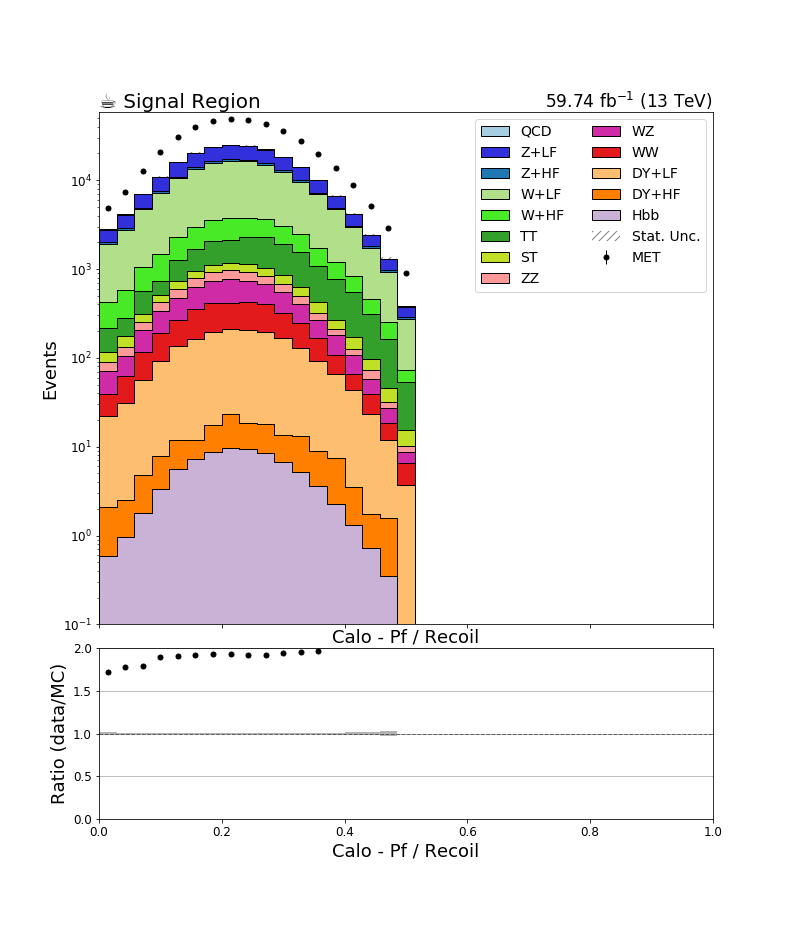 ☕ Signal Region
59.74 fb⁻¹ (13 TeV)
QCD
Z+LF
Z+HF
W+LF
W+HF
TT
ST
ZZ
WZ
WW
DY+LF
DY+HF
Hbb
Stat. Unc.
MET
Events
10⁴
10³
10²
10¹
10⁰
10⁻¹
Calo - Pf / Recoil
Ratio (data/MC)
2.0
1.5
1.0
0.5
0.0
0.0 0.2 0.4 0.6 0.8 1.0
Calo - Pf / Recoil